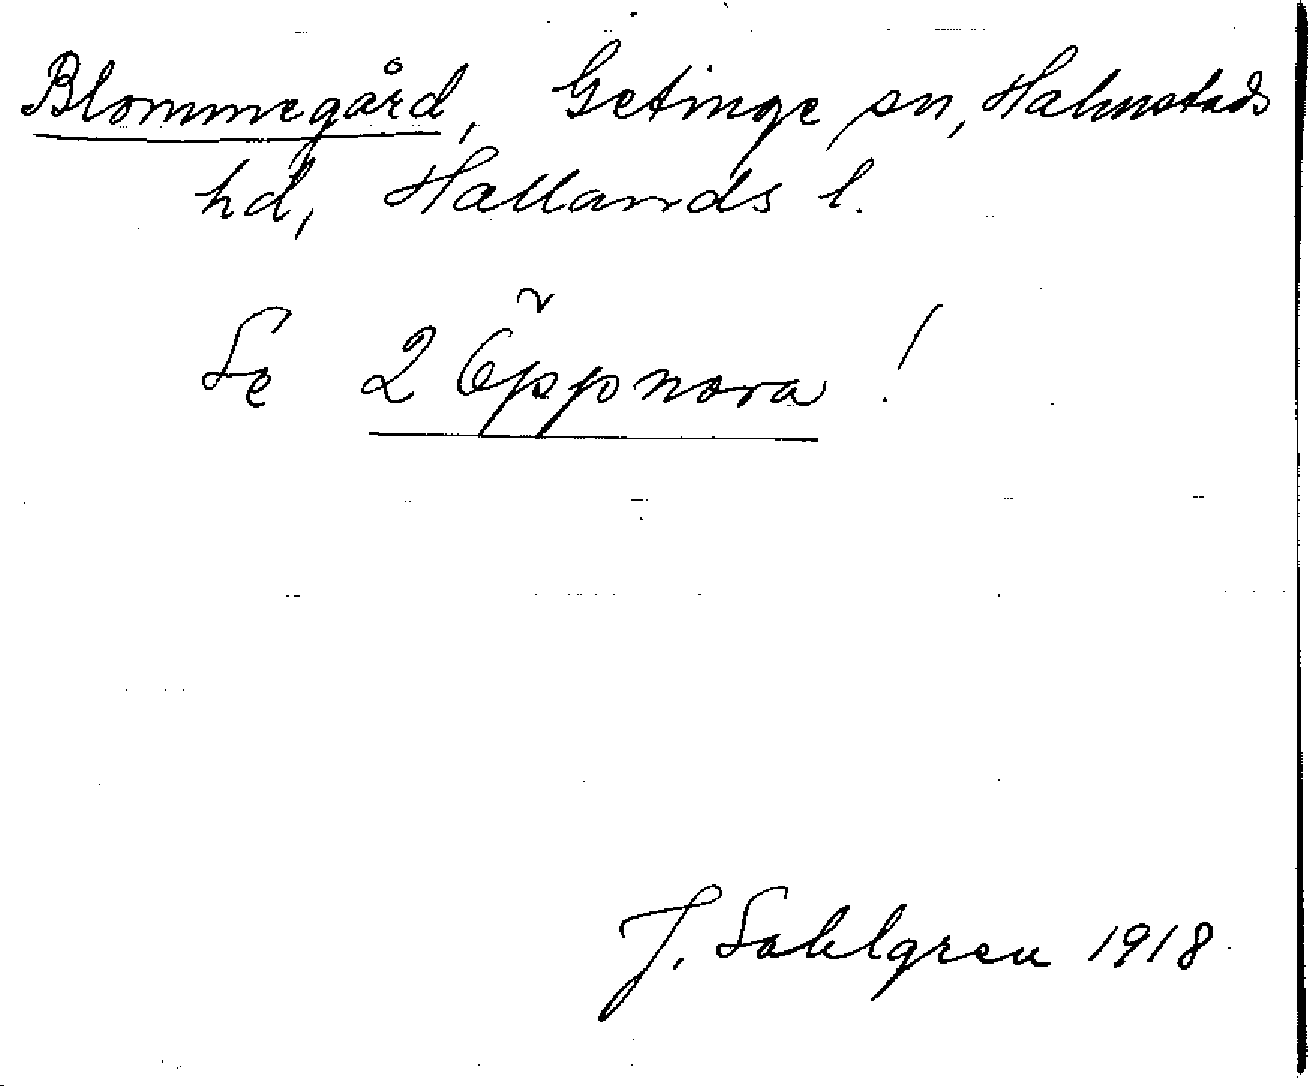 Blommegård, Getinge sn, Halmstads
hd, Hallands l.
Se 2 Öppnora !
J. Sahlgren 1918.